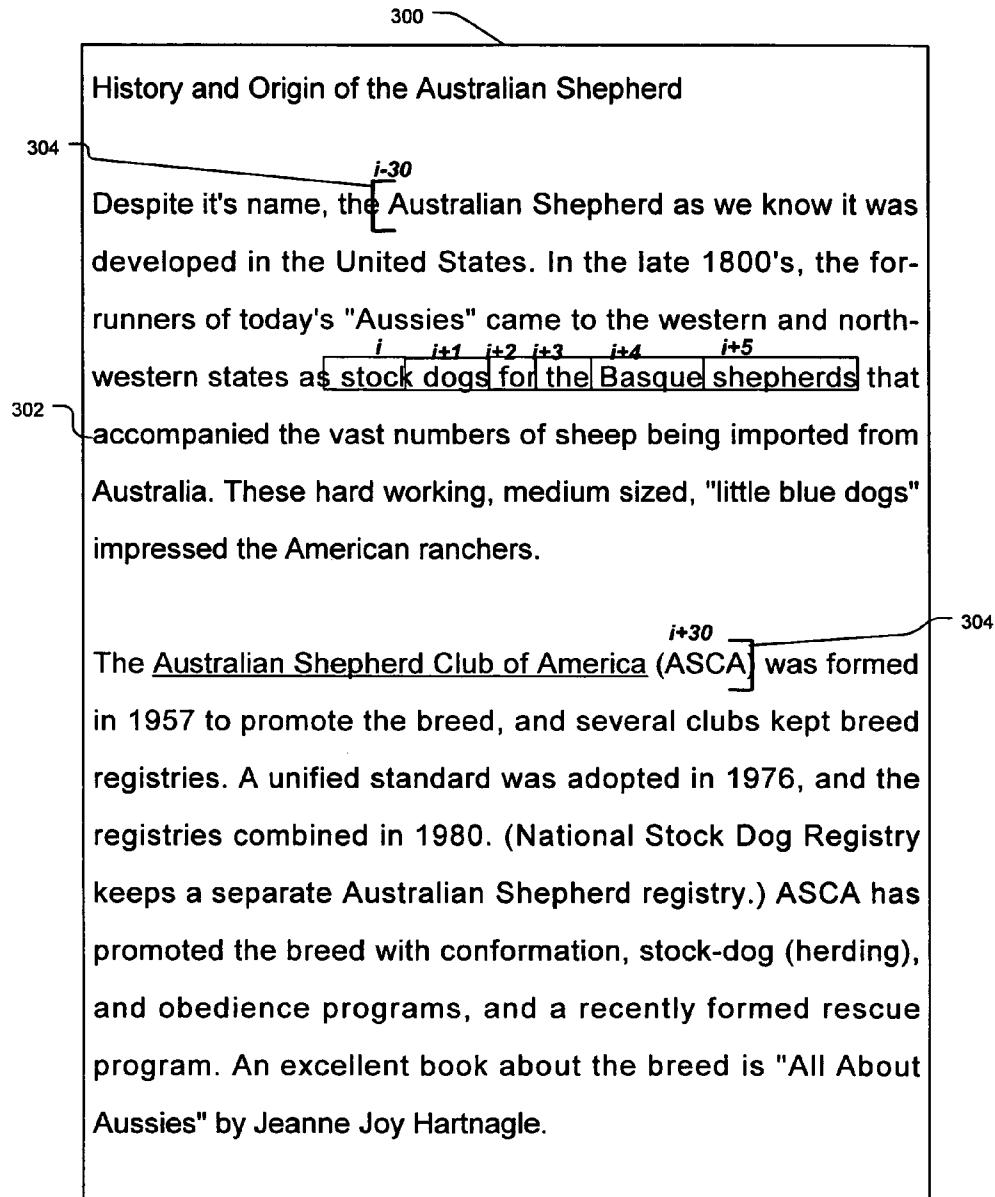 300
History and Origin of the Australian Shepherd
304
i-30
Despite it's name, the Australian Shepherd as we know it was
developed in the United States. In the late 1800's, the for-
runners of today's "Aussies" came to the western and north-
i i+1 i+2 i+3 i+4 i+5
western states as stock dogs for the Basque shepherds that
302
accompanied the vast numbers of sheep being imported from
Australia. These hard working, medium sized, "little blue dogs"
impressed the American ranchers.
i+30
304
The Australian Shepherd Club of America (ASCA) was formed
in 1957 to promote the breed, and several clubs kept breed
registries. A unified standard was adopted in 1976, and the
registries combined in 1980. (National Stock Dog Registry
keeps a separate Australian Shepherd registry.) ASCA has
promoted the breed with conformation, stock-dog (herding),
and obedience programs, and a recently formed rescue
program. An excellent book about the breed is "All About
Aussies" by Jeanne Joy Hartnagle.